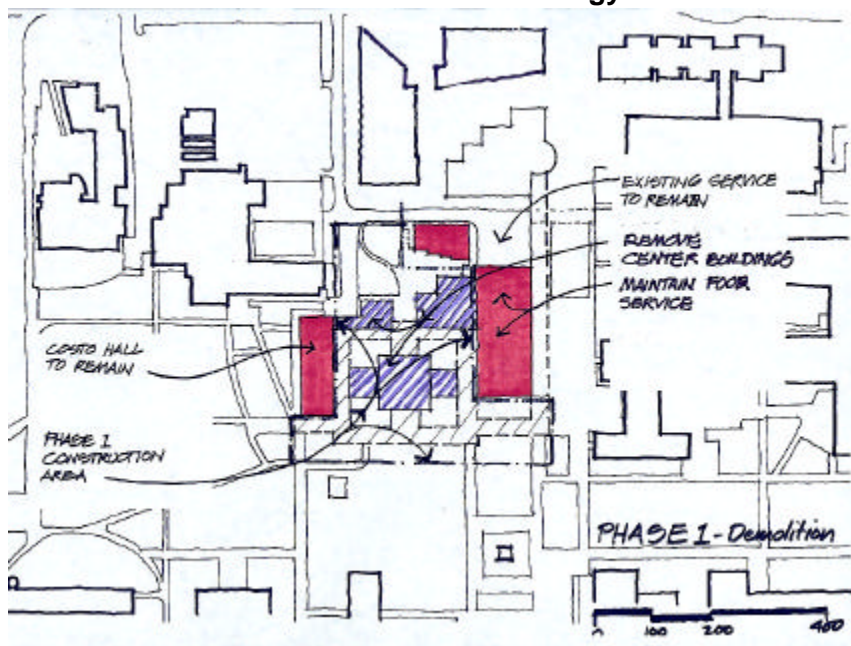 gy
EXISTING SERVICE
TO REMAIN
REMOVE
CENTER BUILDINGS
MAINTAIN FOOD
SERVICE
COSTO HALL
TO REMAIN
PHASE 1
CONSTRUCTION
AREA
PHASE 1 - Demolition
0 100 200 400